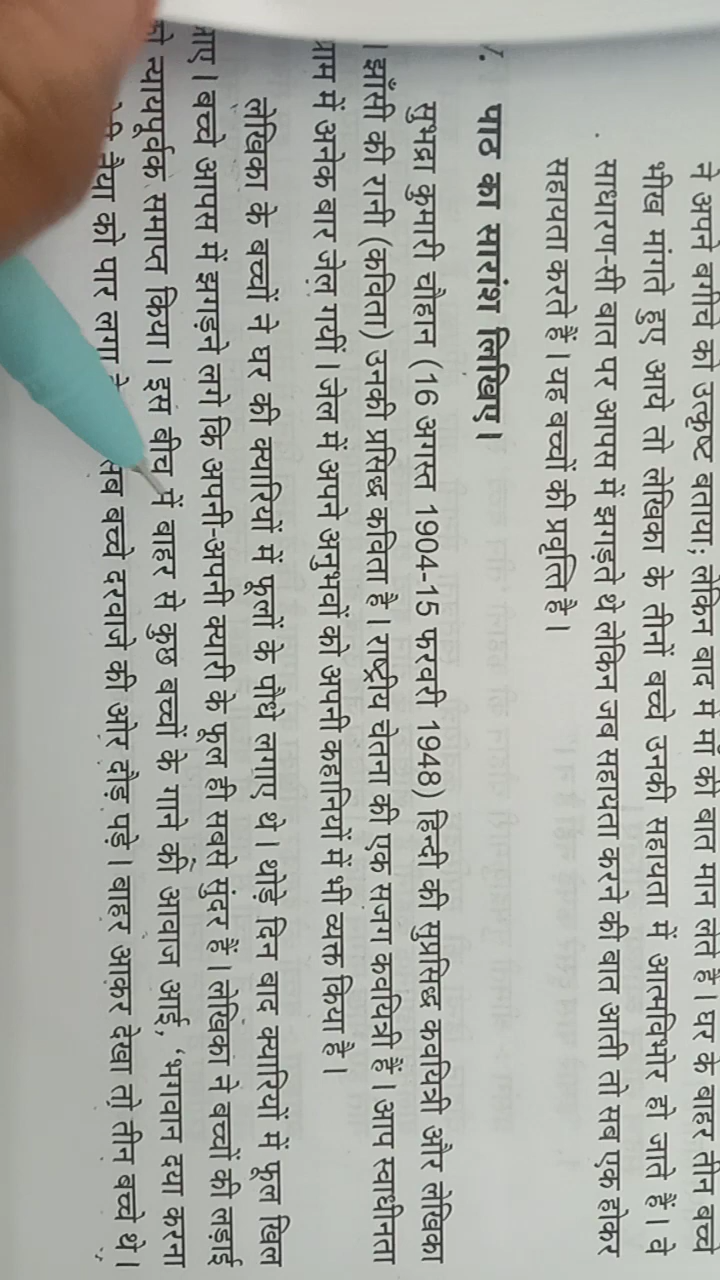 ने अपने बगीचे को उत्कृष्ट बताया; लेकिन बाद में माँ की बात मान लेते हैं। घर के बाहर तीन बच्चे
भीख मांगते हुए आये तो लेखिका के तीनों बच्चे उनकी सहायता में आत्मविभोर हो जाते हैं। वे
साधारण-सी बात पर आपस में झगड़ते थे लेकिन जब सहायता करने की बात आती तो सब एक होकर
सहायता करते हैं। यह बच्चों की प्रवृत्ति है।
पाठ का सारांश लिखिए।
सुभद्रा कुमारी चौहान (16 अगस्त 1904-15 फरवरी 1948) हिन्दी की सुप्रसिद्ध कवयित्री और लेखिका
। झाँसी की रानी (कविता) उनकी प्रसिद्ध कविता है। राष्ट्रीय चेतना की एक सजग कवयित्री हैं। आप स्वाधीनता
में अनेक बार जेल गयीं। जेल में अपने अनुभवों को अपनी कहानियों में भी व्यक्त किया है।
लेखिका के बच्चों ने घर की क्यारियों में फूलों के पौधे लगाए थे। थोड़े दिन बाद क्यारियों में फूल खिल
। बच्चे आपस में झगड़ने लगे कि अपनी-अपनी क्यारी के फूल ही सबसे सुंदर हैं। लेखिका ने बच्चों की लड़ाई
न्यायपूर्वक समाप्त किया। इस बीच में बाहर से कुछ बच्चों के गाने की आवाज आई, 'भगवान दया करना
नैया को पार लगा सब बच्चे दरवाजे की ओर दौड़ पड़े। बाहर आकर देखा तो तीन बच्चे थे।